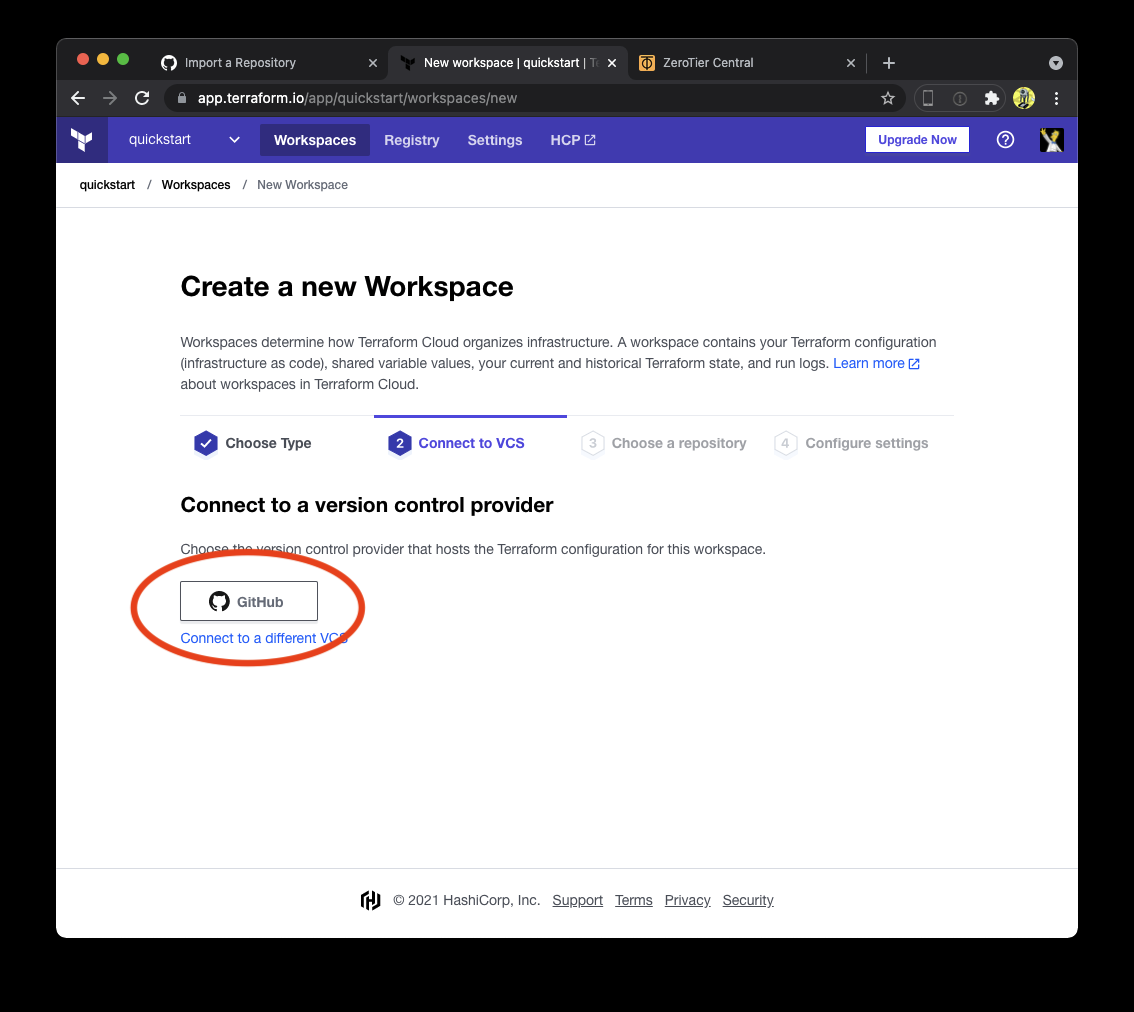 Import a Repository
New workspace | quickstart | Te
ZeroTier Central
app.terraform.io/app/quickstart/workspaces/new
quickstart Workspaces Registry Settings HCP Upgrade Now
quickstart / Workspaces / New Workspace
Create a new Workspace
Workspaces determine how Terraform Cloud organizes infrastructure. A workspace contains your Terraform configuration
(infrastructure as code), shared variable values, your current and historical Terraform state, and run logs. Learn more
about workspaces in Terraform Cloud.
Choose Type 2 Connect to VCS 3 Choose a repository 4 Configure settings
Connect to a version control provider
Choose the version control provider that hosts the Terraform configuration for this workspace.
GitHub
Connect to a different VCS
© 2021 HashiCorp, Inc. Support Terms Privacy Security